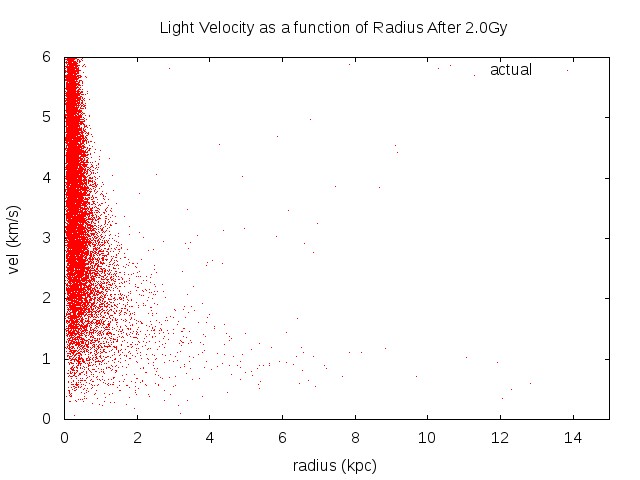 Light Velocity as a function of Radius After 2.0Gy
actual
6
5
4
3
2
1
0
vel (km/s)
0 2 4 6 8 10 12 14
radius (kpc)